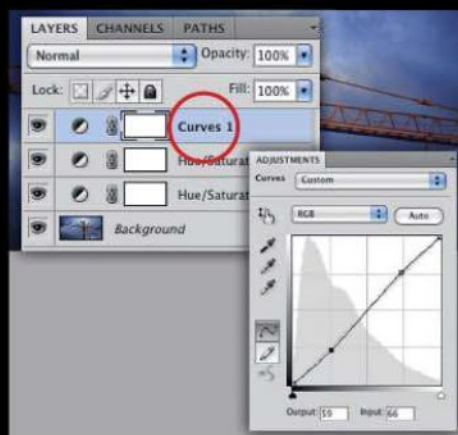 LAYERS CHANNELS PATHS
Normal Opacity: 100%
Lock: Fill: 100%
Curves 1
Hue/Saturat
Hue/Saturat
Background
ADJUSTMENTS
Curves Custom
RGB Auto
Output: 59 Input: 66